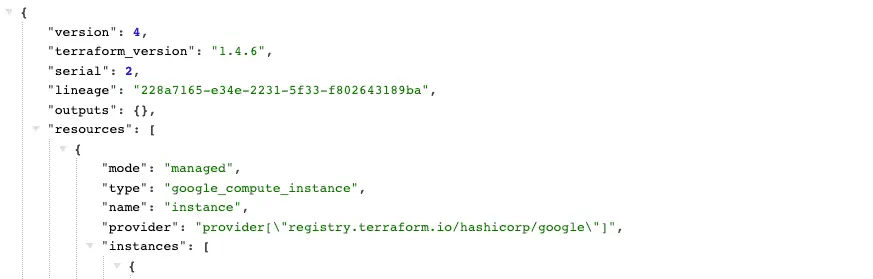 {
"version": 4,
"terraform_version": "1.4.6",
"serial": 2,
"lineage": "228a7165-e34e-2231-5f33-f802643189ba",
"outputs": {},
"resources": [
{
"mode": "managed",
"type": "google_compute_instance",
"name": "instance",
"provider": "provider[\"registry.terraform.io/hashicorp/google\"]",
"instances": [
{